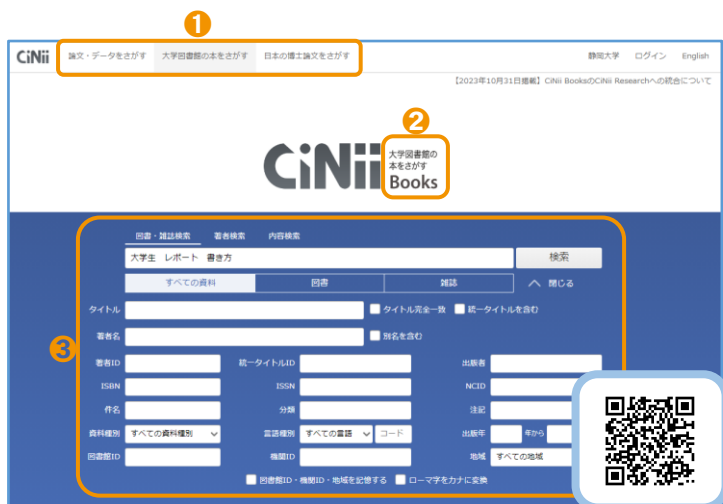 1
CiNii 論文・データをさがす 大学図書館の本をさがす 日本の博士論文をさがす 静岡大学 ログイン English
【2023年10月31日掲載】CiNii BooksのCiNii Researchへの統合について
2
CiNii 大学図書館の
本をさがす
Books
3
図書・雑誌検索 著者検索 内容検索
大学生 レポート 書き方 検索
すべての資料 図書 雑誌 閉じる
タイトル タイトル完全一致 統一タイトルを含む
著者名 別名を含む
著者ID 統一タイトルID 出版者
ISBN ISSN NCID
件名 分類 注記
資料種別 すべての資料種別 言語種別 すべての言語 コード 出版年 年から
図書館ID 機関ID 地域 すべての地域
図書館ID・機関ID・地域を記憶する ローマ字をカナに変換